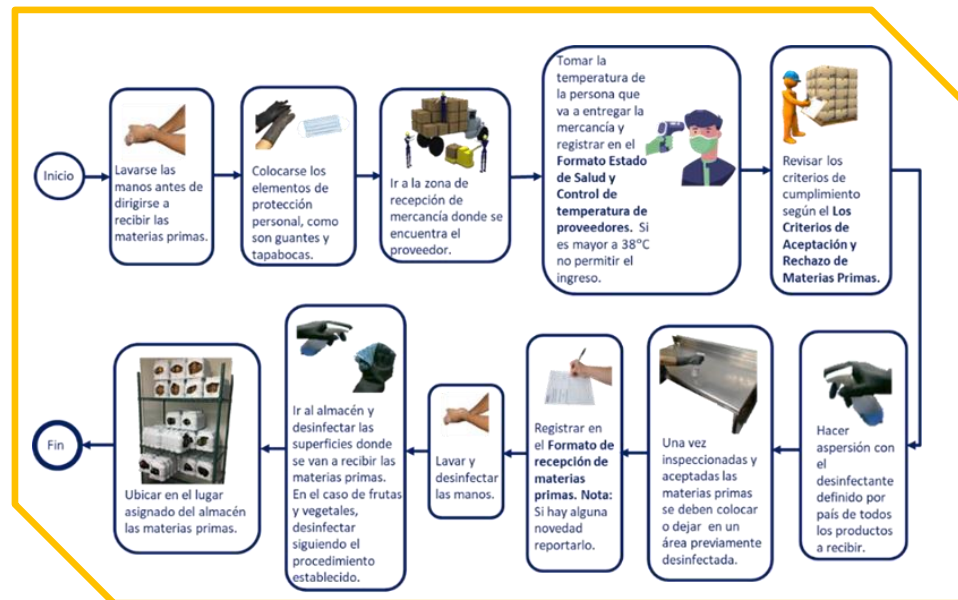 Inicio
Lavarse las
manos antes de
dirigirse a
recibir las
materias primas.
Colocarse los
elementos de
protección
personal, como
son guantes y
tapabocas.
Ir a la zona de
recepción de
mercancía donde se
encuentra el
proveedor.
Tomar la
temperatura de
la persona que
va a entregar la
mercancía y
registrar en el
Formato Estado
de Salud y
Control de
temperatura de
proveedores. Si
es mayor a 38°C
no permitir el
ingreso.
Revisar los
criterios de
cumplimiento
según el Los
Criterios de
Aceptación y
Rechazo de
Materias Primas.
Hacer
aspersión con
el
desinfectante
definido por
país de todos
los productos
a recibir.
Una vez
inspeccionadas y
aceptadas las
materias primas
se deben colocar
o dejar en un
área previamente
desinfectada.
Registrar en
el Formato de
recepción de
materias
primas. Nota:
Si hay alguna
novedad
reportarlo.
Lavar y
desinfectar
las manos.
Ir al almacén y
desinfectar las
superficies donde
se van a recibir las
materias primas.
En el caso de frutas
y vegetales,
desinfectar
siguiendo el
procedimiento
establecido.
Ubicar en el lugar
asignado del almacén
las materias primas.
Fin